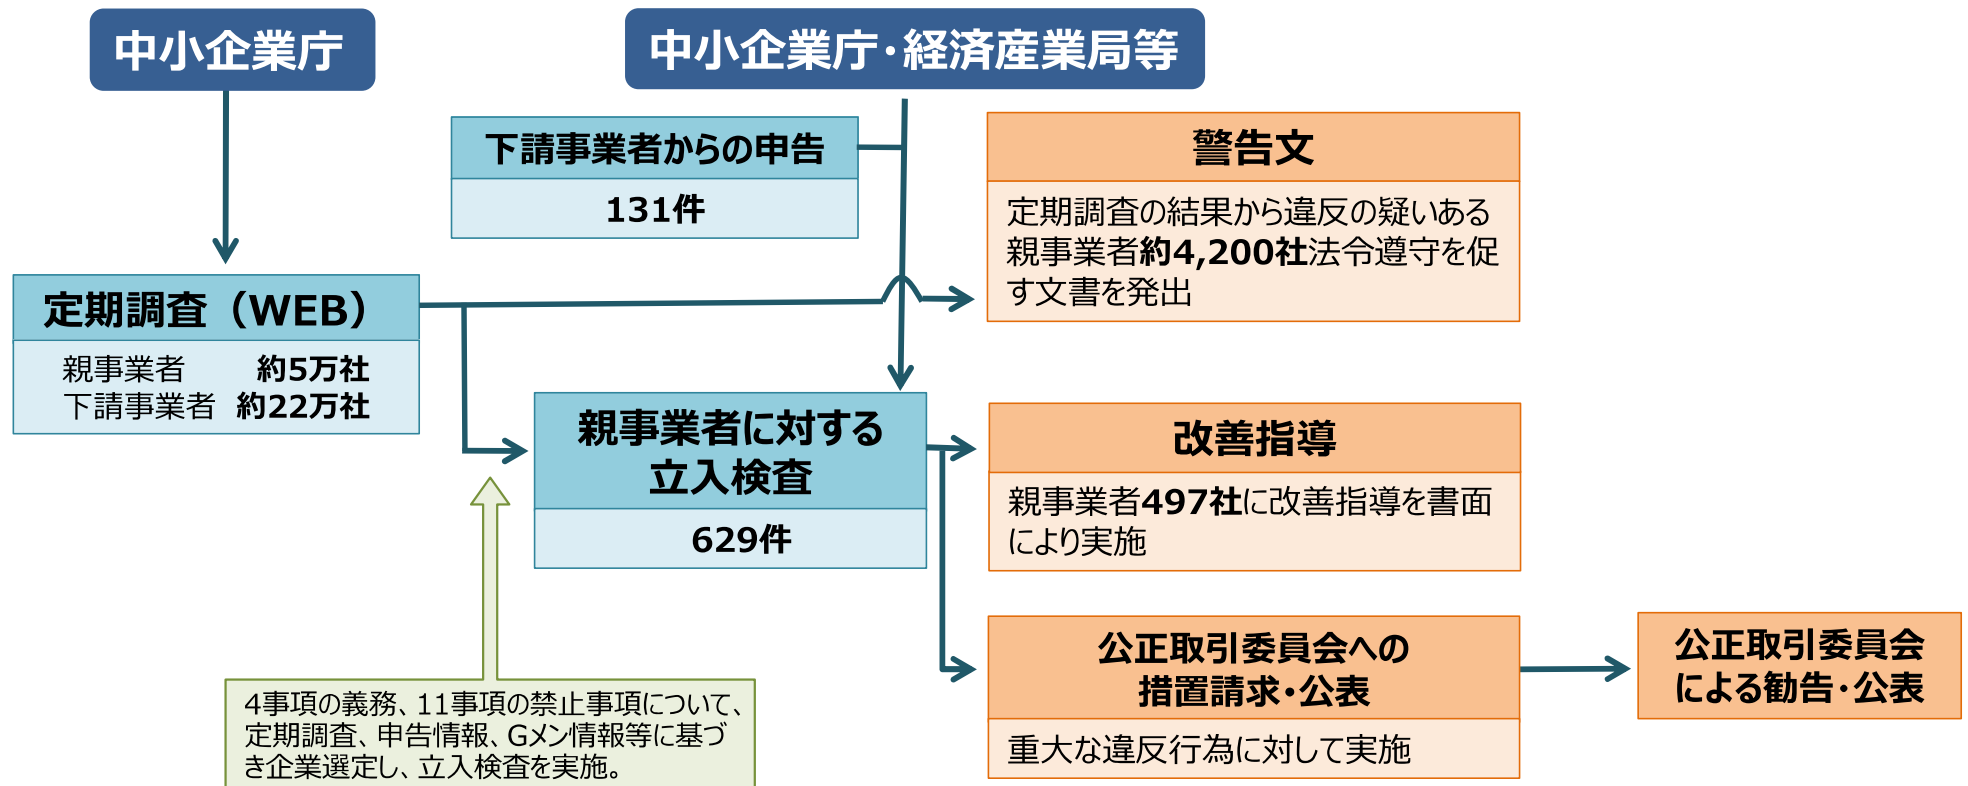 中小企業庁
中小企業庁・経済産業局等
下請事業者からの申告
131件
警告文
定期調査の結果から違反の疑いある
親事業者約4,200社法令遵守を促
す文書を発出
定期調査（WEB）
親事業者 約5万社
下請事業者 約22万社
親事業者に対する
立入検査
629件
改善指導
親事業者497社に改善指導を書面
により実施
公正取引委員会への
措置請求・公表
重大な違反行為に対して実施
公正取引委員会
による勧告・公表
4事項の義務、11事項の禁止事項について、
定期調査、申告情報、Gメン情報等に基づ
き企業選定し、立入検査を実施。